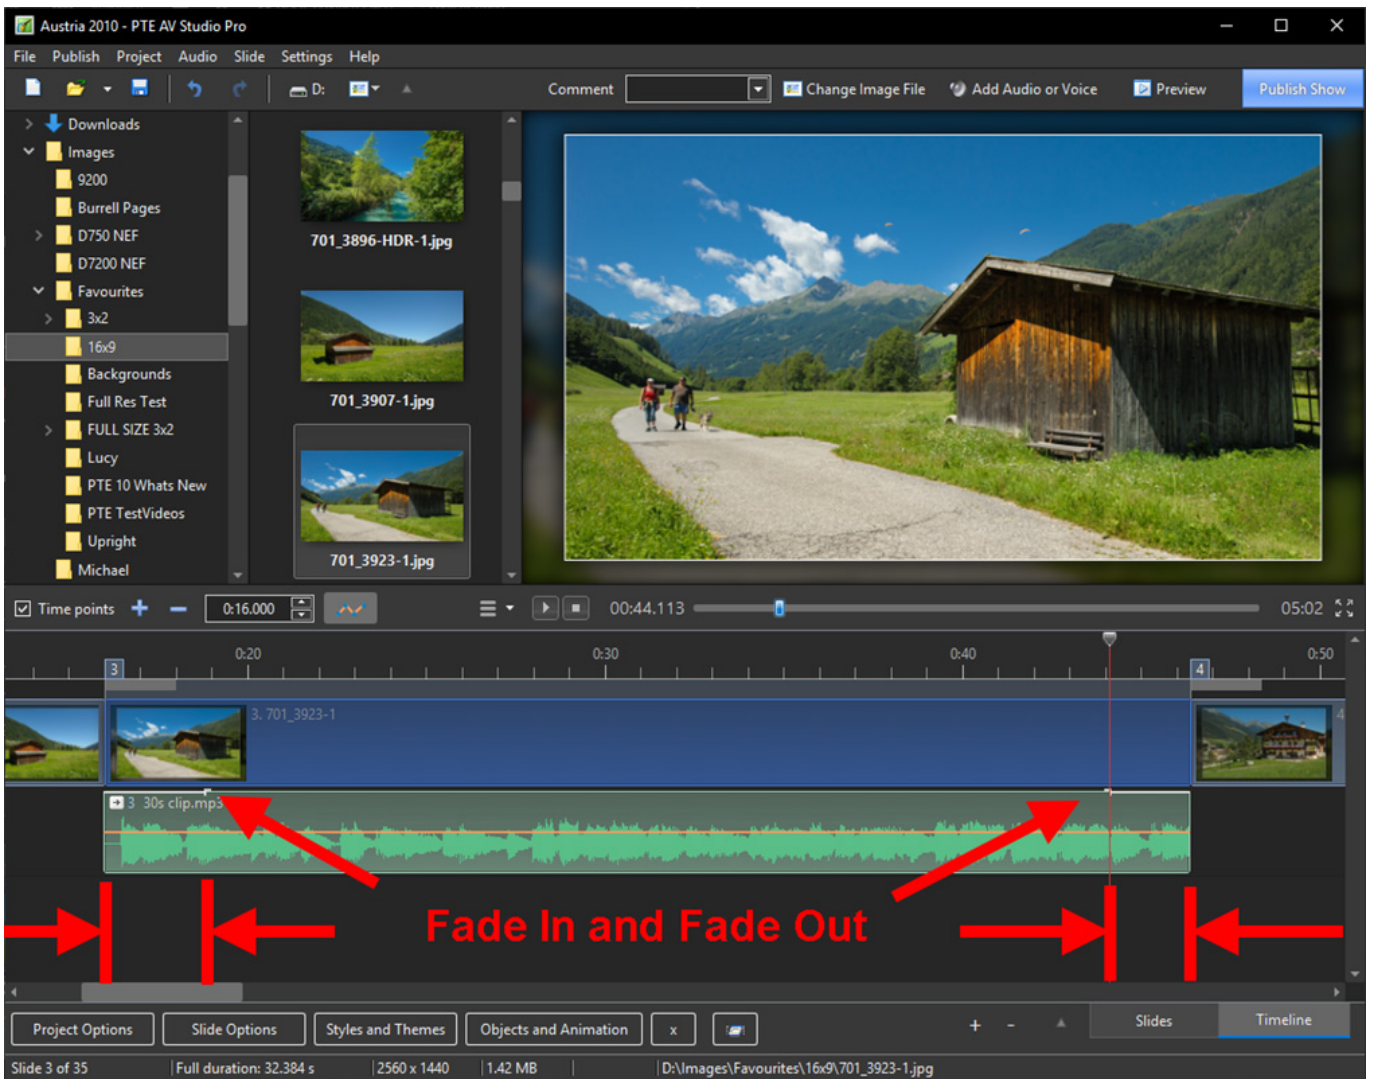 Austria 2010 - PTE AV Studio Pro
File Publish Project Audio Slide Settings Help
D: Comment Change Image File Add Audio or Voice Preview Publish Show
Downloads
Images
9200
Burrell Pages
D750 NEF
D7200 NEF
Favourites
3x2
16x9
Backgrounds
Full Res Test
FULL SIZE 3x2
Lucy
PTE 10 Whats New
PTE TestVideos
Upright
Michael
701_3896-HDR-1.jpg
701_3907-1.jpg
701_3923-1.jpg
Time points 0:16.000 00:44.113 05:02
0:20 0:30 0:40 0:50
3 4
3. 701_3923-1 4
3 30s clip.mp3
Fade In and Fade Out
Project Options Slide Options Styles and Themes Objects and Animation x + - Slides Timeline
Slide 3 of 35 Full duration: 32.384 s 2560 x 1440 1.42 MB D:\Images\Favourites\16x9\701_3923-1.jpg